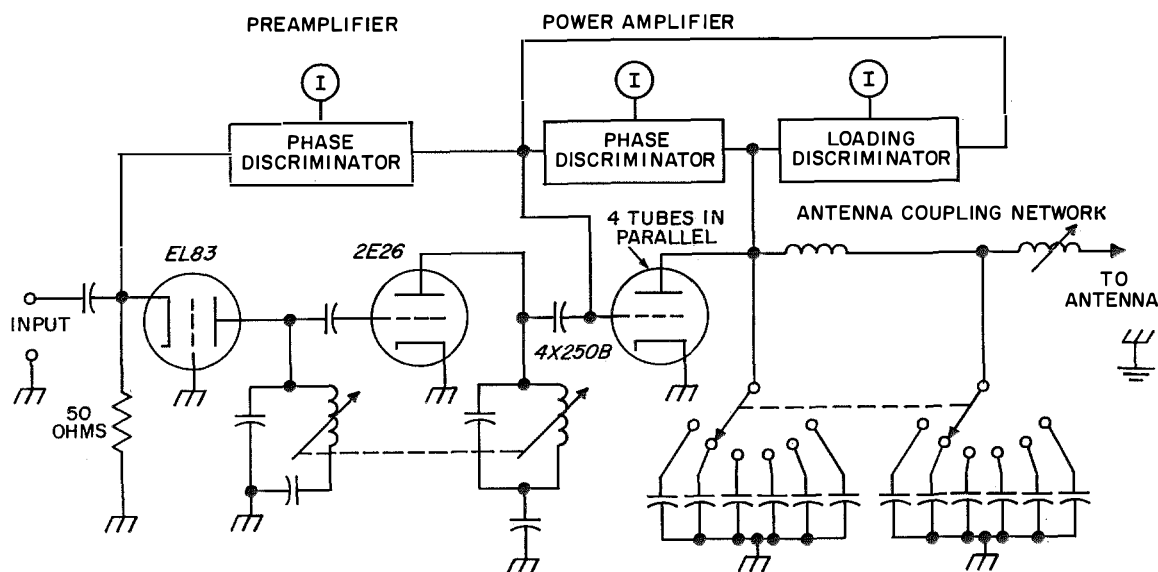 PREAMPLIFIER
POWER AMPLIFIER
I
I
I
PHASE
DISCRIMINATOR
PHASE
DISCRIMINATOR
LOADING
DISCRIMINATOR
4 TUBES IN
PARALLEL
ANTENNA COUPLING NETWORK
EL83
2E26
TO
ANTENNA
INPUT
4X250B
50
OHMS